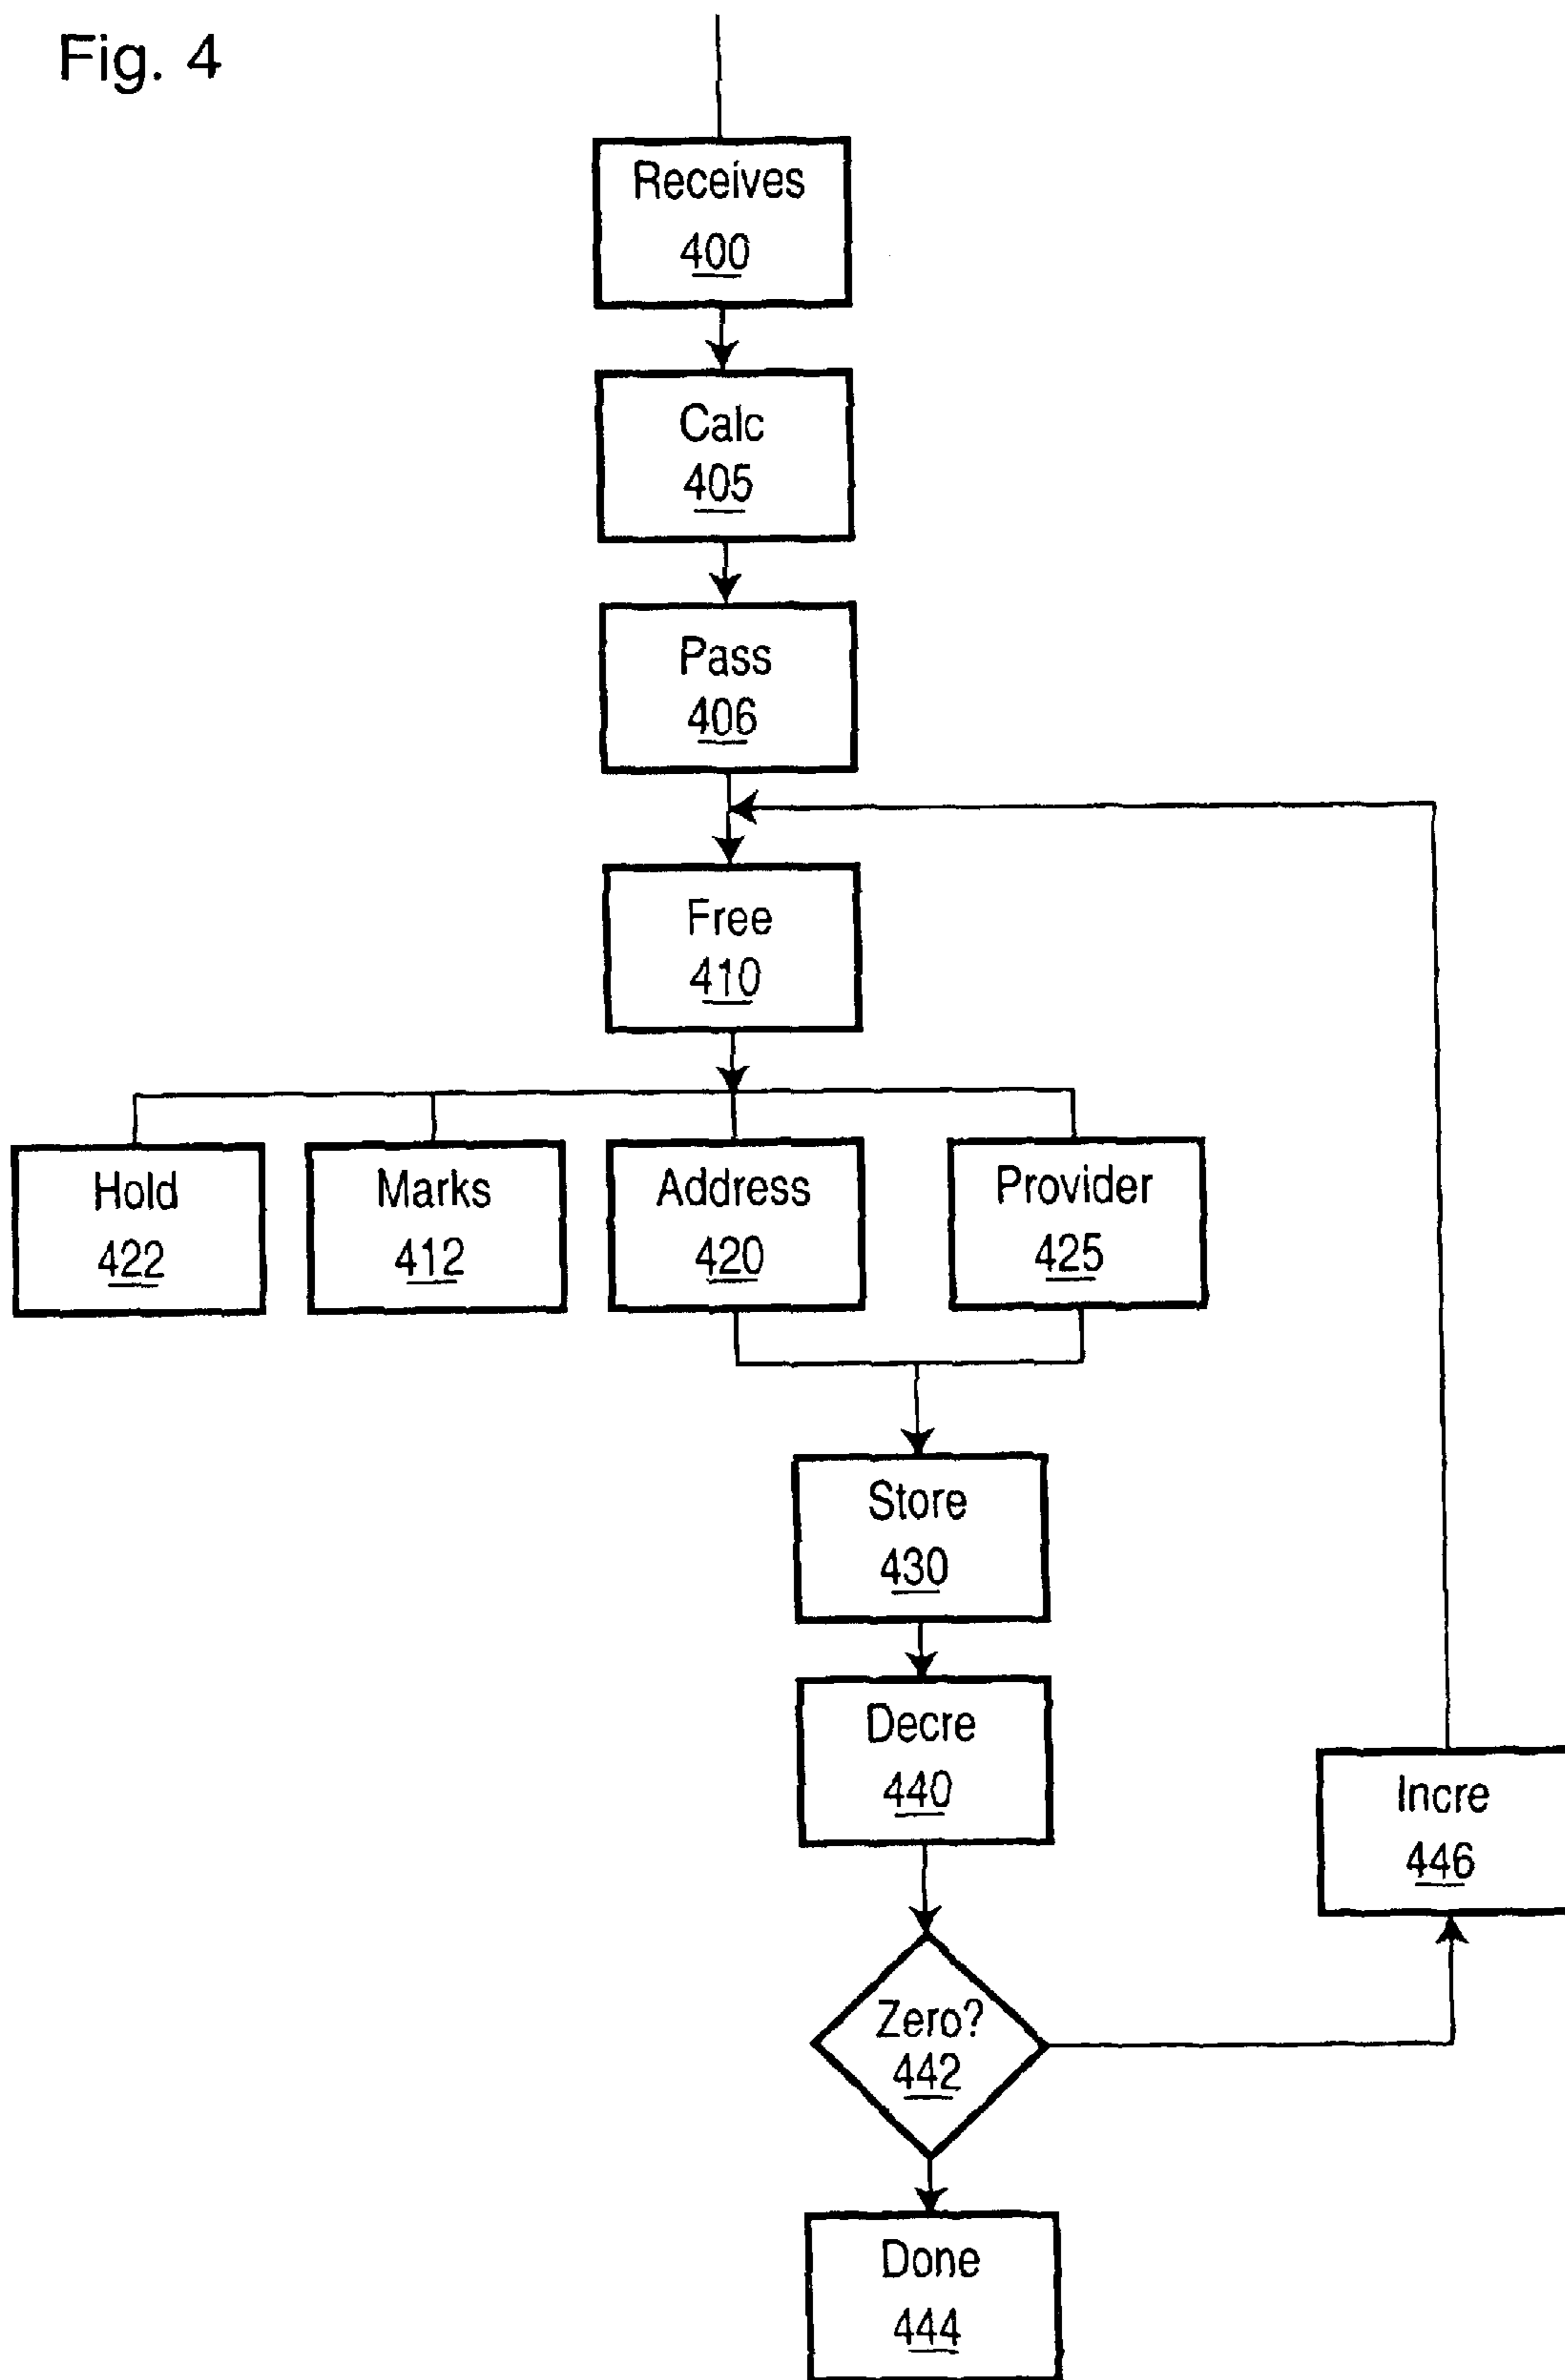 Fig. 4
Receives
400
Calc
405
Pass
406
Free
410
Hold
422
Marks
412
Address
420
Provider
425
Store
430
Decre
440
Incre
446
Zero?
442
Done
444